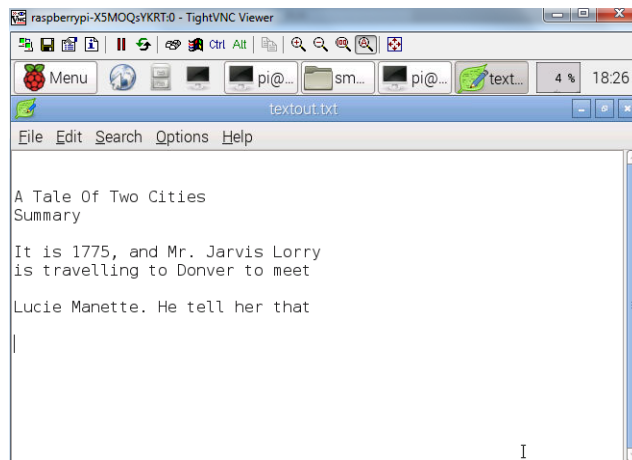 raspberrypi-X5MOQsYKRT:0 - TightVNC Viewer
Ctrl Alt
Menu pi@... sm... pi@... text... 4 % 18:26
textout.txt
File Edit Search Options Help
A Tale Of Two Cities
Summary
It is 1775, and Mr. Jarvis Lorry
is travelling to Donver to meet
Lucie Manette. He tell her that